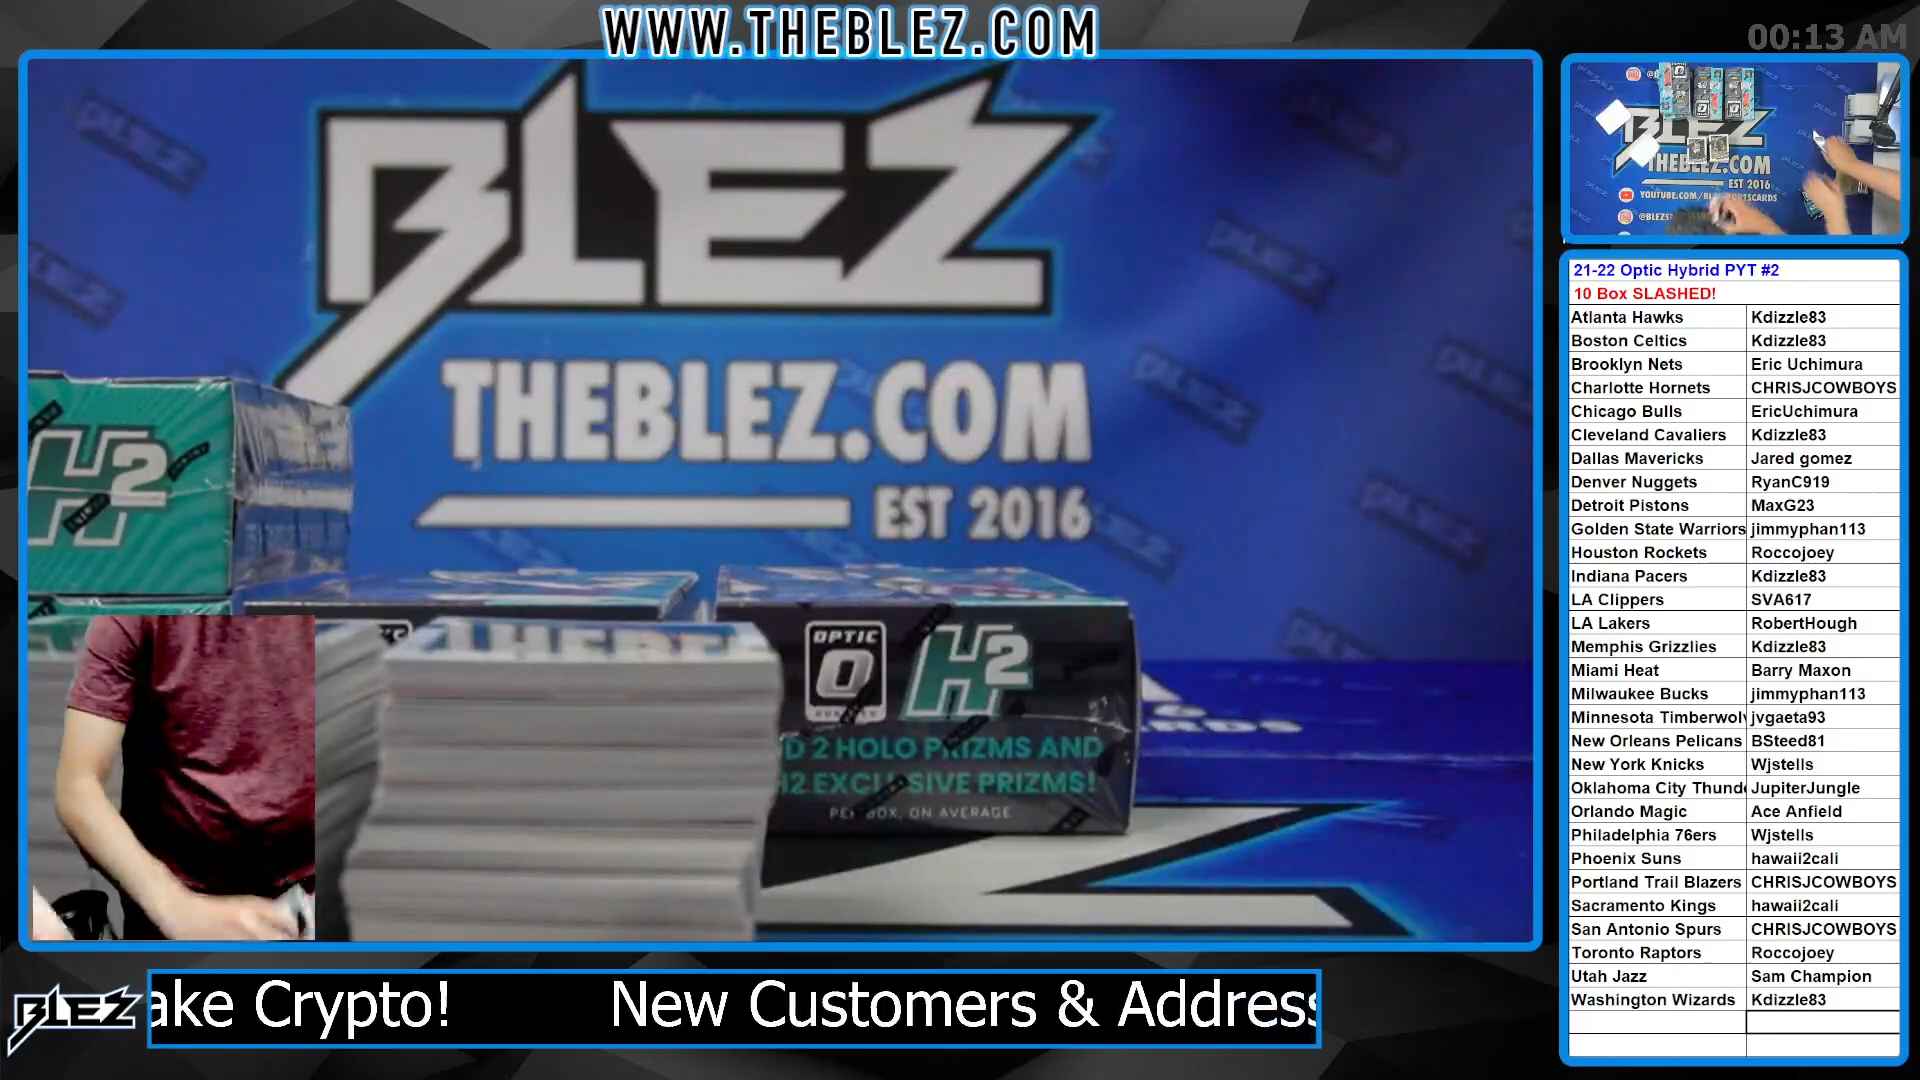 WWW.THEBLEZ.COM
00:13 AM
BLEZ
THEBLEZ.COM
EST 2016
H2
OPTIC
H2
D 2 HOLO PRIZMS AND
H2 EXCLUSIVE PRIZMS!
PER BOX, ON AVERAGE
THEBLEZ.COM
EST 2016
21-22 Optic Hybrid PYT #2
10 Box SLASHED!
Atlanta Hawks Kdizzle83
Boston Celtics Kdizzle83
Brooklyn Nets Eric Uchimura
Charlotte Hornets CHRISJCOWBOYS
Chicago Bulls EricUchimura
Cleveland Cavaliers Kdizzle83
Dallas Mavericks Jared gomez
Denver Nuggets RyanC919
Detroit Pistons MaxG23
Golden State Warriors jimmyphan113
Houston Rockets Roccojoey
Indiana Pacers Kdizzle83
LA Clippers SVA617
LA Lakers RobertHough
Memphis Grizzlies Kdizzle83
Miami Heat Barry Maxon
Milwaukee Bucks jimmyphan113
Minnesota Timberwolv jvgaeta93
New Orleans Pelicans BSteed81
New York Knicks Wjstells
Oklahoma City Thunde JupiterJungle
Orlando Magic Ace Anfield
Philadelphia 76ers Wjstells
Phoenix Suns hawaii2cali
Portland Trail Blazers CHRISJCOWBOYS
Sacramento Kings hawaii2cali
San Antonio Spurs CHRISJCOWBOYS
Toronto Raptors Roccojoey
Utah Jazz Sam Champion
Washington Wizards Kdizzle83
BLEZ
ake Crypto! New Customers & Address